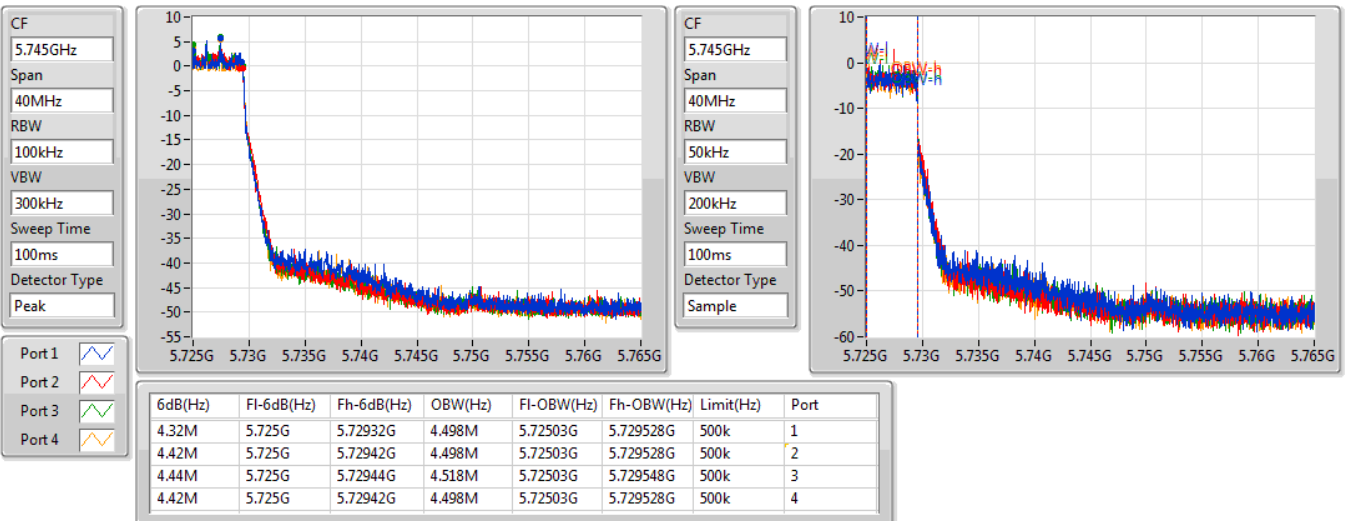 CF
5.745GHz
Span
40MHz
RBW
100kHz
VBW
300kHz
Sweep Time
100ms
Detector Type
Peak
10
5
0
-5
-10
-15
-20
-25
-30
-35
-40
-45
-50
-55
5.725G 5.73G 5.735G 5.74G 5.745G 5.75G 5.755G 5.76G 5.765G
CF
5.745GHz
Span
40MHz
RBW
50kHz
VBW
200kHz
Sweep Time
100ms
Detector Type
Sample
10
0
-10
-20
-30
-40
-50
-60
5.725G 5.73G 5.735G 5.74G 5.745G 5.75G 5.755G 5.76G 5.765G
Port 1
Port 2
Port 3
Port 4
6dB(Hz) Fl-6dB(Hz) Fh-6dB(Hz) OBW(Hz) Fl-OBW(Hz) Fh-OBW(Hz) Limit(Hz) Port
4.32M 5.725G 5.72932G 4.498M 5.72503G 5.729528G 500k 1
4.42M 5.725G 5.72942G 4.498M 5.72503G 5.729528G 500k 2
4.44M 5.725G 5.72944G 4.518M 5.72503G 5.729548G 500k 3
4.42M 5.725G 5.72942G 4.498M 5.72503G 5.729528G 500k 4